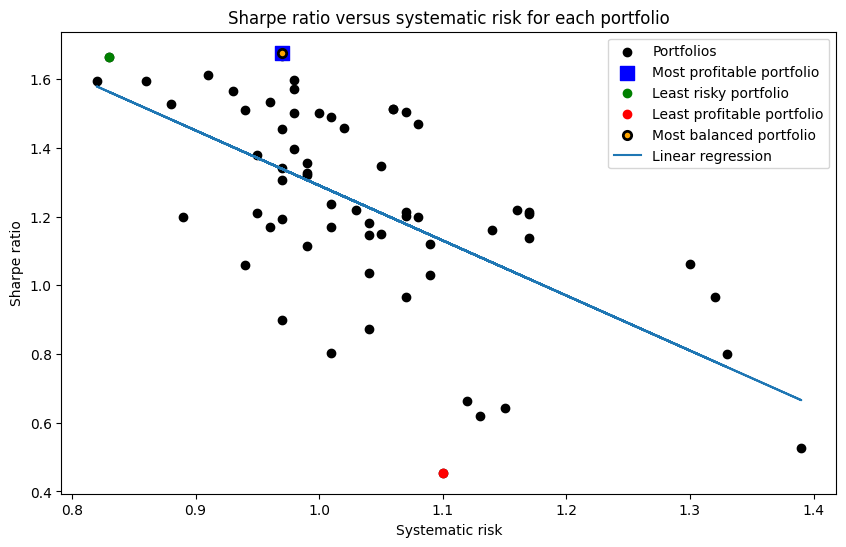 Sharpe ratio versus systematic risk for each portfolio
Portfolios
Most profitable portfolio
Least risky portfolio
Least profitable portfolio
Most balanced portfolio
Linear regression
Sharpe ratio
1.6
1.4
1.2
1.0
0.8
0.6
0.4
0.8
0.9
1.0
1.1
1.2
1.3
1.4
Systematic risk